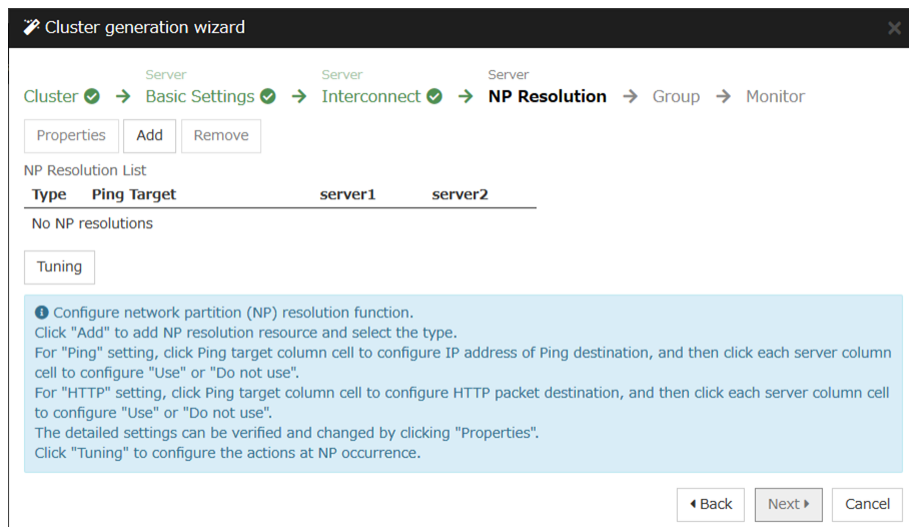 Cluster generation wizard
Server Server Server
Cluster → Basic Settings → Interconnect → NP Resolution → Group → Monitor
Properties Add Remove
NP Resolution List
Type Ping Target server1 server2
No NP resolutions
Tuning
Configure network partition (NP) resolution function.
Click "Add" to add NP resolution resource and select the type.
For "Ping" setting, click Ping target column cell to configure IP address of Ping destination, and then click each server column
cell to configure "Use" or "Do not use".
For "HTTP" setting, click Ping target column cell to configure HTTP packet destination, and then click each server column cell
to configure "Use" or "Do not use".
The detailed settings can be verified and changed by clicking "Properties".
Click "Tuning" to configure the actions at NP occurrence.
Back Next Cancel